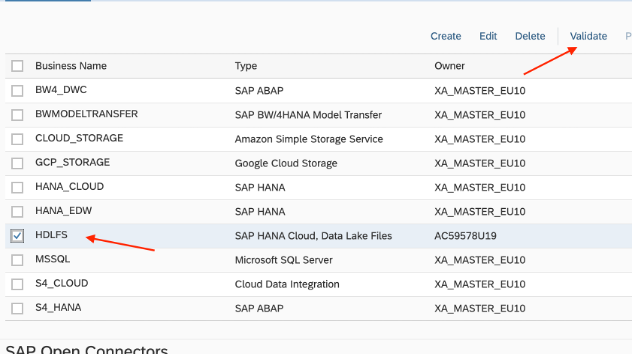 Create Edit Delete Validate P
Business Name Type Owner
BW4_DWC SAP ABAP XA_MASTER_EU10
BWMODELTRANSFER SAP BW/4HANA Model Transfer XA_MASTER_EU10
CLOUD_STORAGE Amazon Simple Storage Service XA_MASTER_EU10
GCP_STORAGE Google Cloud Storage XA_MASTER_EU10
HANA_CLOUD SAP HANA XA_MASTER_EU10
HANA_EDW SAP HANA XA_MASTER_EU10
HDLFS SAP HANA Cloud, Data Lake Files AC59578U19
MSSQL Microsoft SQL Server XA_MASTER_EU10
S4_CLOUD Cloud Data Integration XA_MASTER_EU10
S4_HANA SAP ABAP XA_MASTER_EU10
SAP Open Connectors